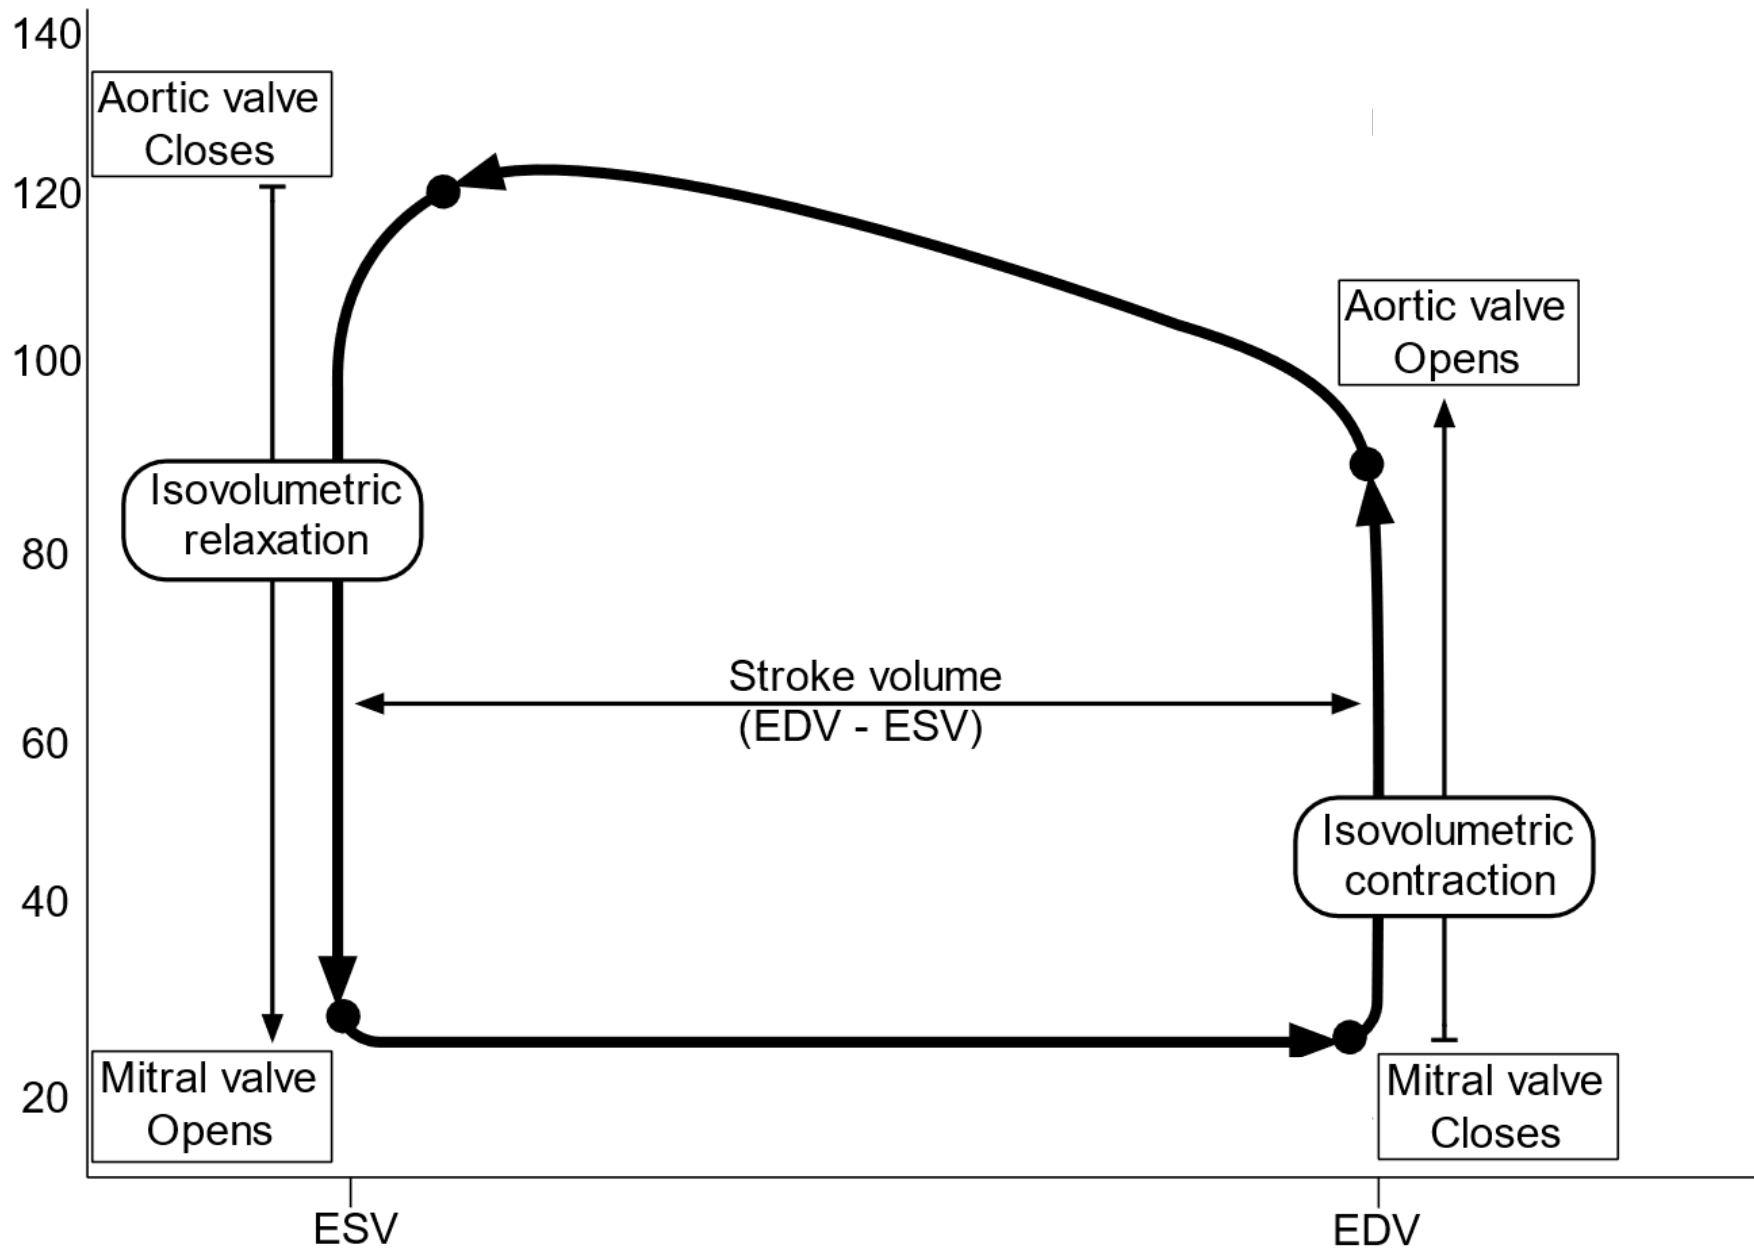 140
Aortic valve
Closes
120
Aortic valve
Opens
100
Isovolumetric
relaxation
80
Stroke volume
(EDV - ESV)
60
Isovolumetric
contraction
40
Mitral valve
Opens
20
Mitral valve
Closes
ESV
EDV